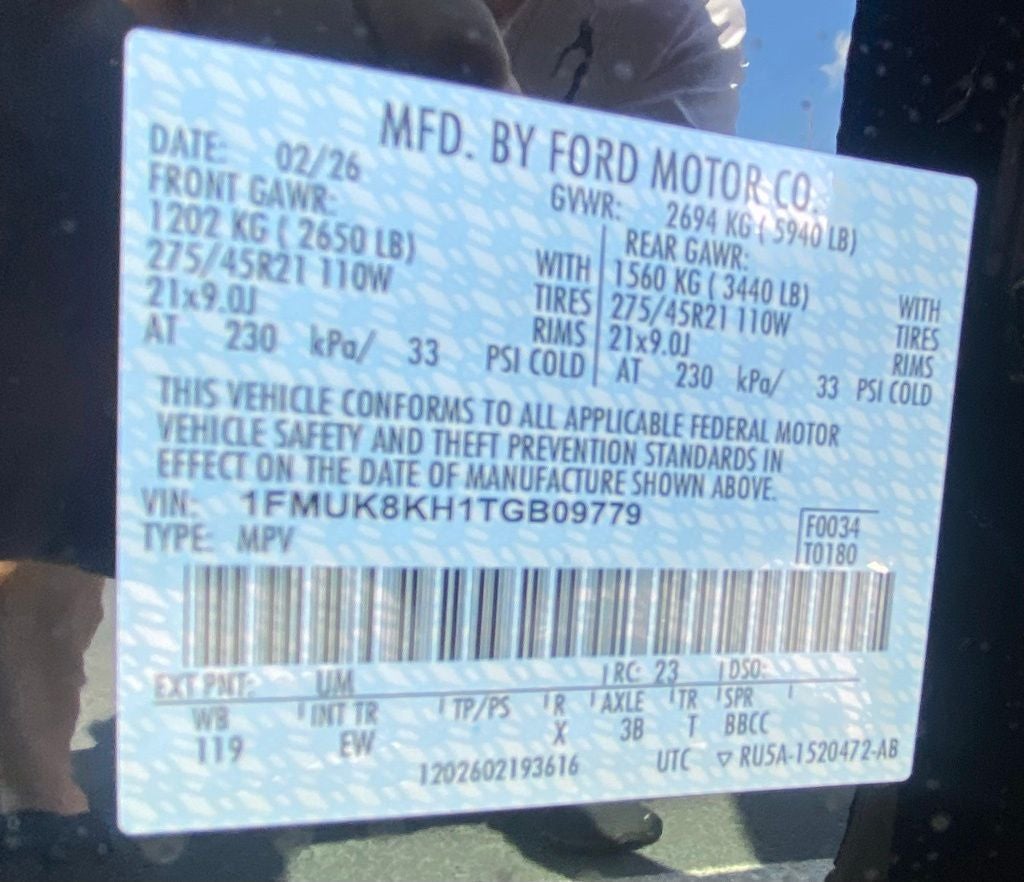 MFD. BY FORD MOTOR CO.
DATE: 02/26 GVWR: 2694 KG ( 5940 LB)
FRONT GAWR: REAR GAWR:
1202 KG ( 2650 LB) WITH 1560 KG ( 3440 LB) WITH
275/45R21 110W TIRES 275/45R21 110W TIRES
21x9.0J RIMS 21x9.0J RIMS
AT 230 kPa/ 33 PSI COLD AT 230 kPa/ 33 PSI COLD
THIS VEHICLE CONFORMS TO ALL APPLICABLE FEDERAL MOTOR
VEHICLE SAFETY AND THEFT PREVENTION STANDARDS IN
EFFECT ON THE DATE OF MANUFACTURE SHOWN ABOVE.
VIN: 1FMUK8KH1TGB09779
TYPE: MPV
F0034
T0180
EXT PNT: UM RC: 23 DSO:
WB INT TR TP/PS R AXLE TR SPR
119 EW X 3B T BBCC
1202602193616 UTC ▽ RU5A-1520472-AB